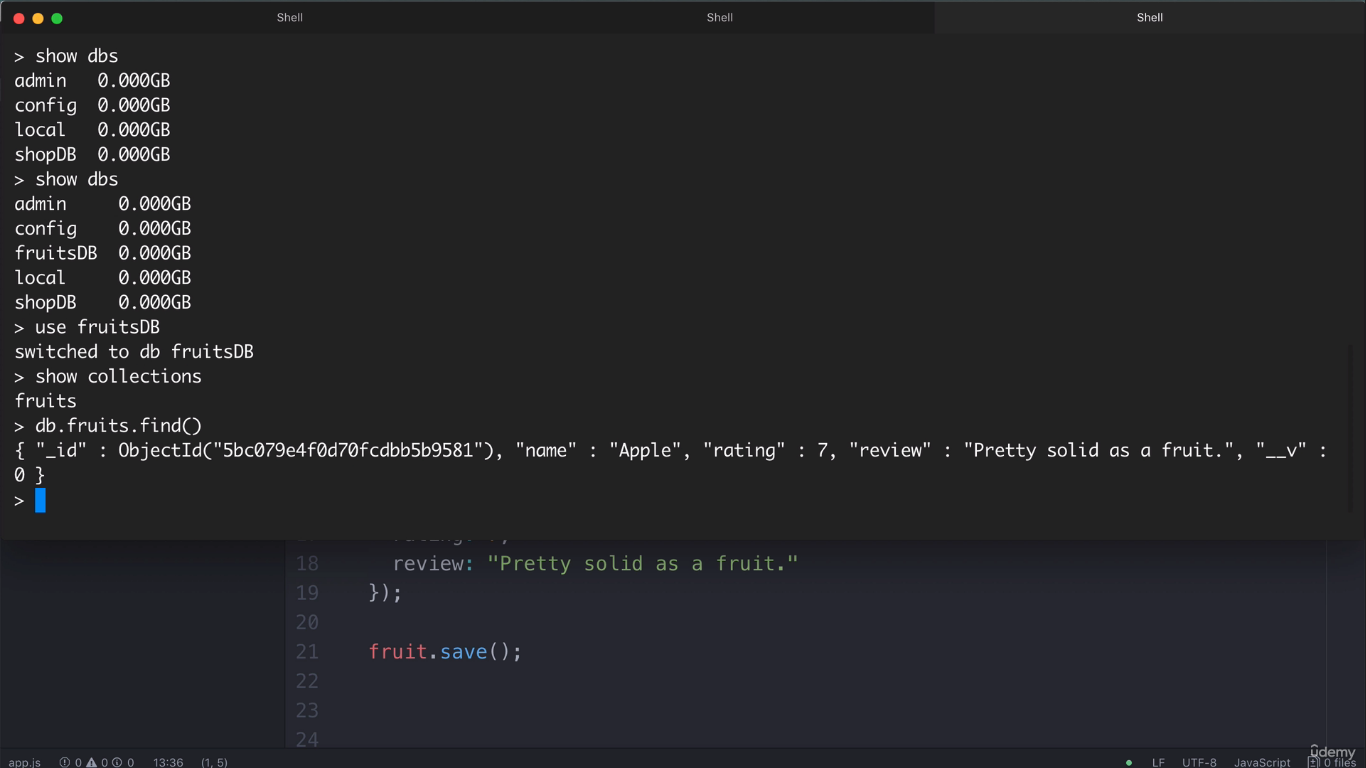 Shell Shell Shell
> show dbs
admin   0.000GB
config  0.000GB
local   0.000GB
shopDB  0.000GB
> show dbs
admin     0.000GB
config    0.000GB
fruitsDB  0.000GB
local     0.000GB
shopDB    0.000GB
> use fruitsDB
switched to db fruitsDB
> show collections
fruits
> db.fruits.find()
{ "_id" : ObjectId("5bc079e4f0d70fcdbb5b9581"), "name" : "Apple", "rating" : 7, "review" : "Pretty solid as a fruit.", "__v" :
0 }
>
18 review: "Pretty solid as a fruit."
19 });
20
21 fruit.save();
22
23
24
app.js 0 0 0 13:36 (1, 5) LF UTF-8 JavaScript 0 files
udemy